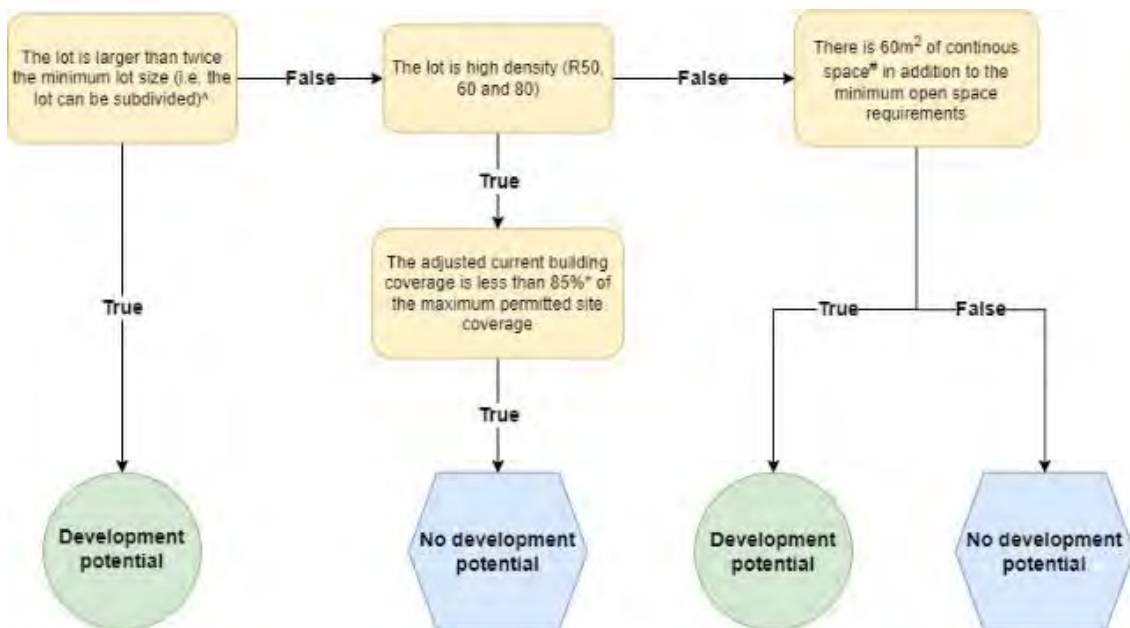 The lot is larger than twice
the minimum lot size (i.e. the
lot can be subdivided)^
False
The lot is high density (R50,
60 and 80)
False
There is 60m² of continous
space# in addition to the
minimum open space
requirements
True
The adjusted current building
coverage is less than 85%* of
the maximum permitted site
coverage
True
True
False
True
Development
potential
No development
potential
Development
potential
No development
potential